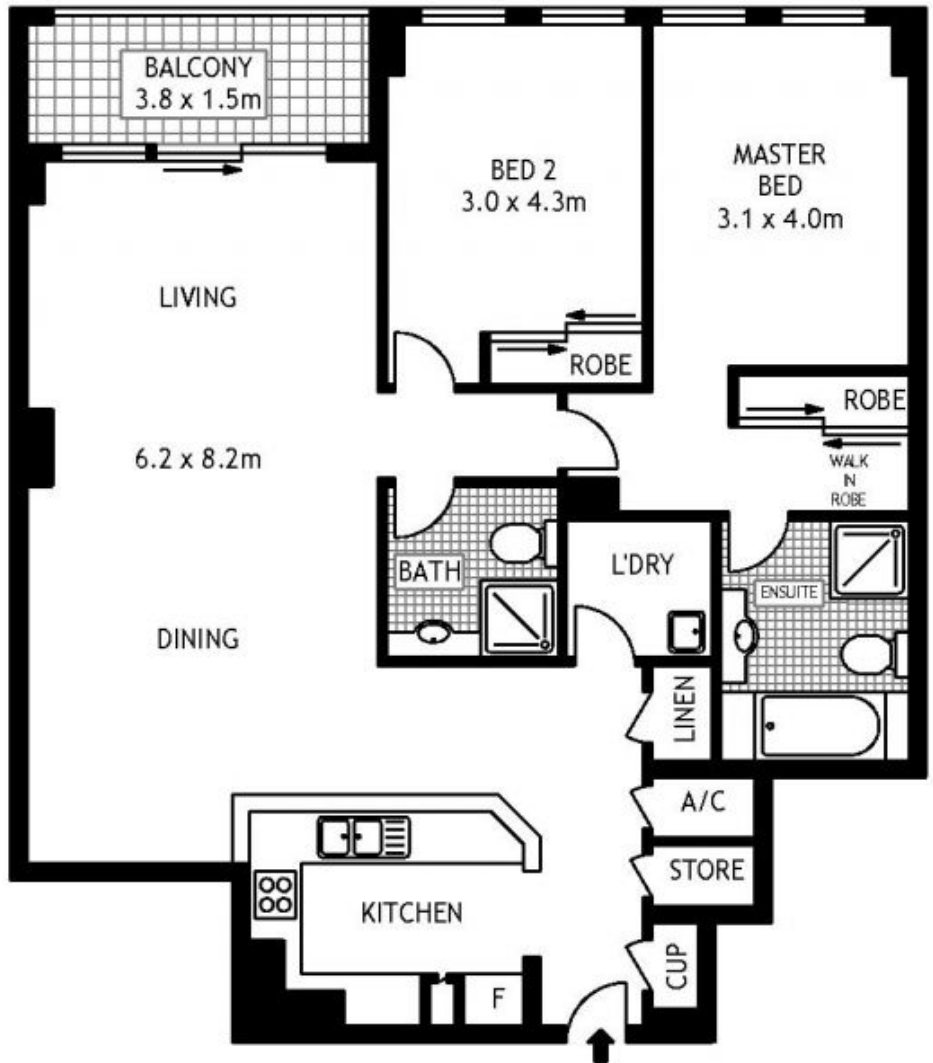 BALCONY
3.8 x 1.5m
BED 2
3.0 x 4.3m
MASTER
BED
3.1 x 4.0m
LIVING
ROBE
ROBE
6.2 x 8.2m
WALK
IN
ROBE
BATH
L'DRY
ENSUITE
DINING
LINEN
A/C
STORE
KITCHEN
CUP
F